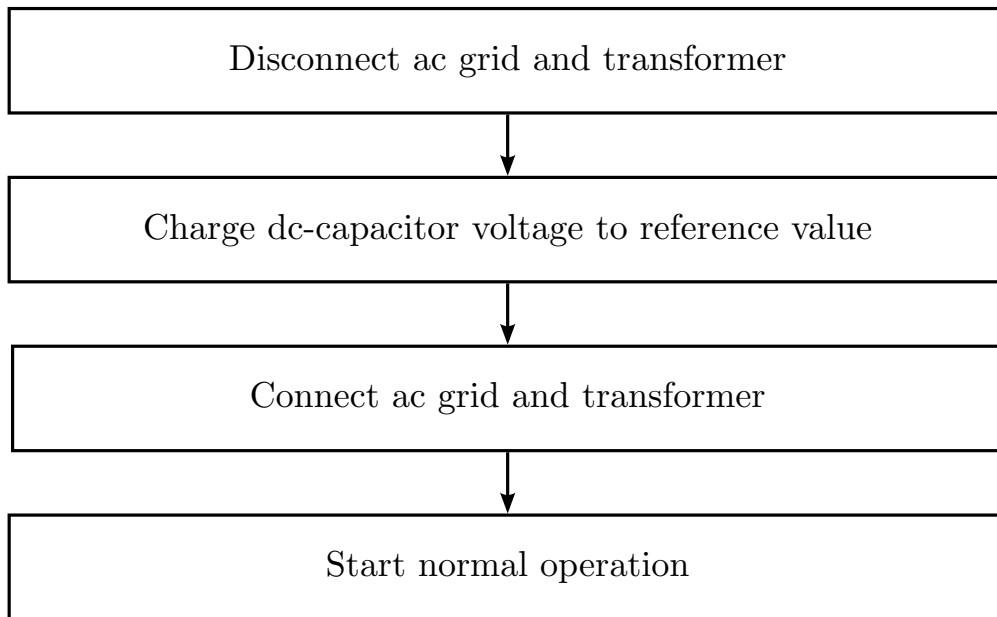 Disconnect ac grid and transformer
Charge dc-capacitor voltage to reference value
Connect ac grid and transformer
Start normal operation